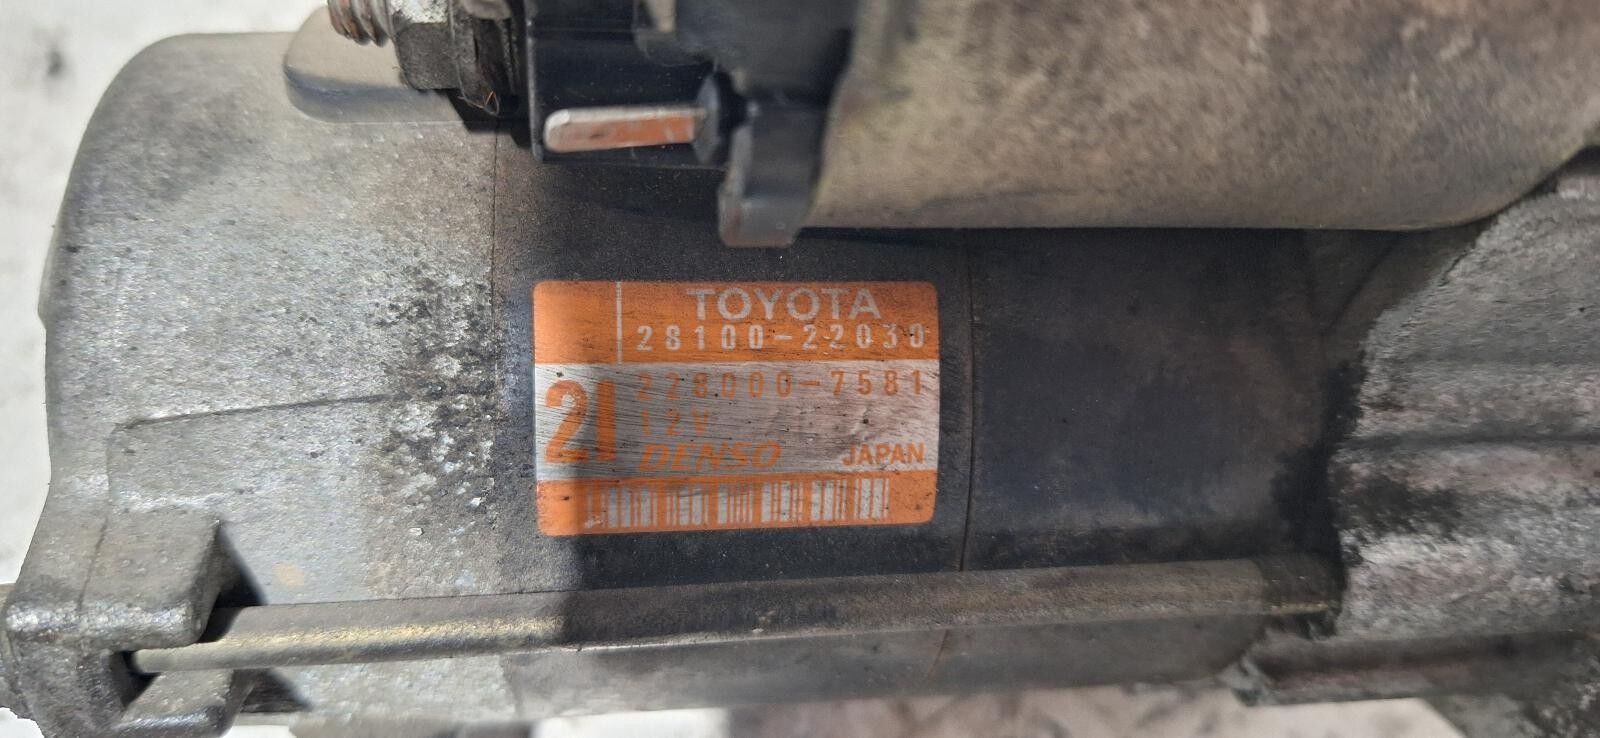 TOYOTA
28100-22030
21
228000-7581
12V
DENSO JAPAN